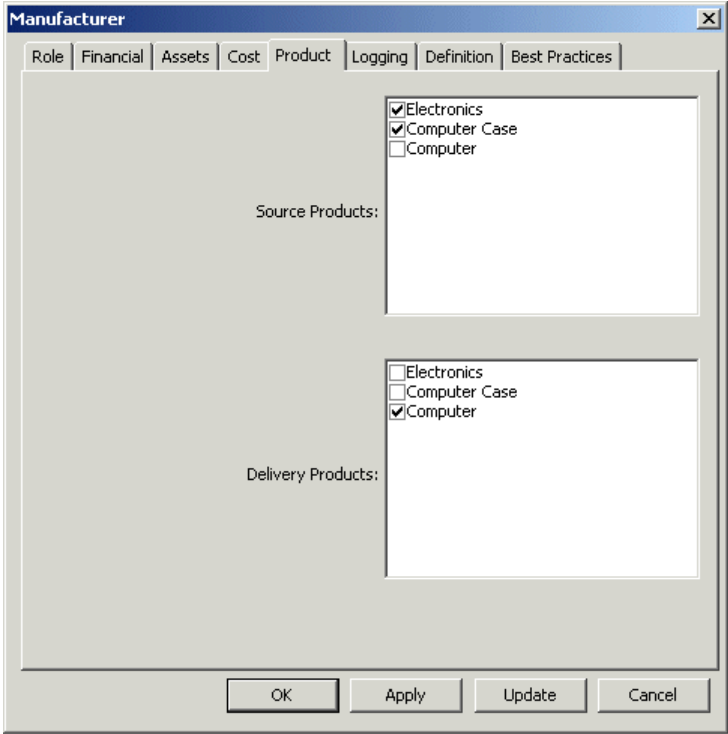 Manufacturer
Role Financial Assets Cost Product Logging Definition Best Practices
Electronics
Computer Case
Computer
Source Products:
Electronics
Computer Case
Computer
Delivery Products:
OK Apply Update Cancel